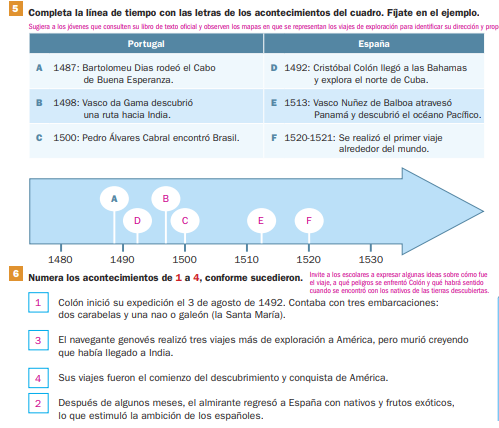 5 Completa la línea de tiempo con las letras de los acontecimientos del cuadro. Fíjate en el ejemplo.
Sugiera a los jóvenes que consulten su libro de texto oficial y observen los mapas en que se representan los viajes de exploración para identificar su dirección y prop
Portugal España
A 1487: Bartolomeu Dias rodeó el Cabo
de Buena Esperanza.
D 1492: Cristóbal Colón llegó a las Bahamas
y explora el norte de Cuba.
B 1498: Vasco da Gama descubrió
una ruta hacia India.
E 1513: Vasco Nuñez de Balboa atravesó
Panamá y descubrió el océano Pacífico.
C 1500: Pedro Álvares Cabral encontró Brasil.
F 1520-1521: Se realizó el primer viaje
alrededor del mundo.
A B
D C E F
1480 1490 1500 1510 1520 1530
6 Numera los acontecimientos de 1 a 4, conforme sucedieron.
Invite a los escolares a expresar algunas ideas sobre cómo fue
el viaje, a qué peligros se enfrentó Colón y qué habrá sentido
cuando se encontró con los nativos de las tierras descubiertas.
1 Colón inició su expedición el 3 de agosto de 1492. Contaba con tres embarcaciones:
dos carabelas y una nao o galeón (la Santa María).
3 El navegante genovés realizó tres viajes más de exploración a América, pero murió creyendo
que había llegado a India.
4 Sus viajes fueron el comienzo del descubrimiento y conquista de América.
2 Después de algunos meses, el almirante regresó a España con nativos y frutos exóticos,
lo que estimuló la ambición de los españoles.